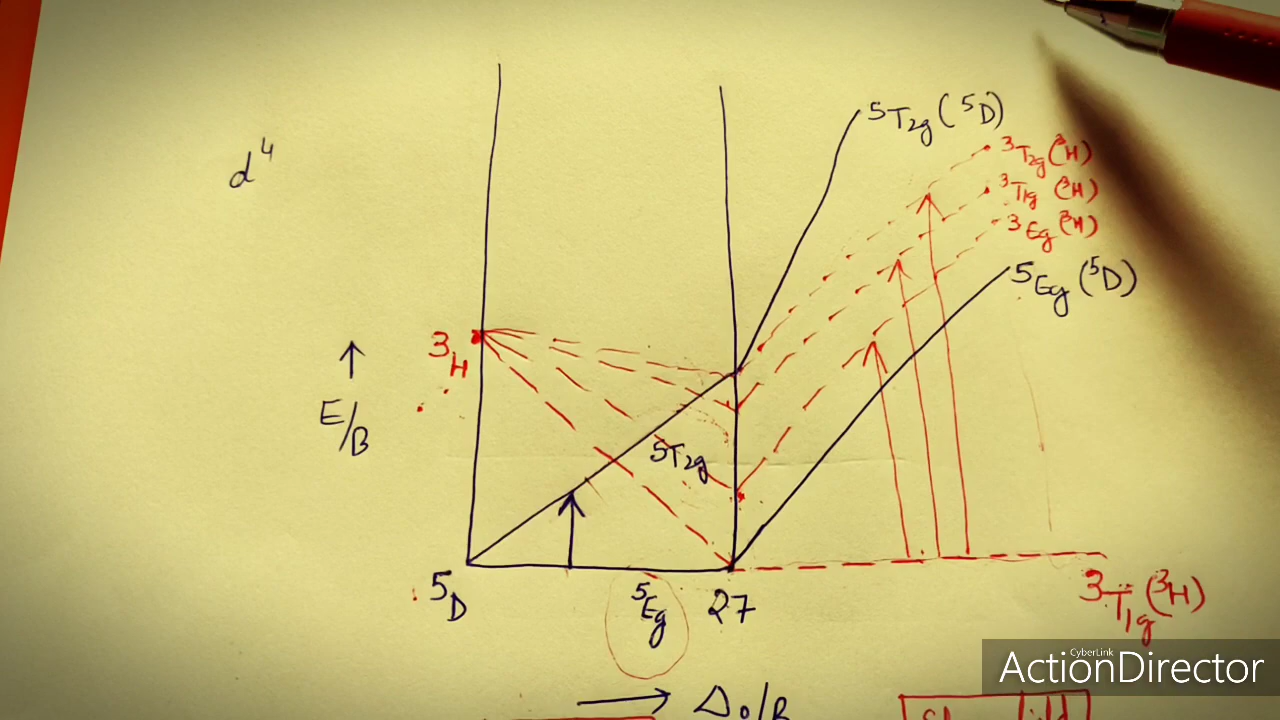 d⁴
⁵T₂g (⁵D)
³T₂g (³H)
³T₁g (³H)
³Eg (³H)
⁵Eg (⁵D)
³H
↑
E/B
⁵T₂g
⁵D
⁵Eg
27
³T₁g (³H)
→ Δo/B
CyberLink
ActionDirector